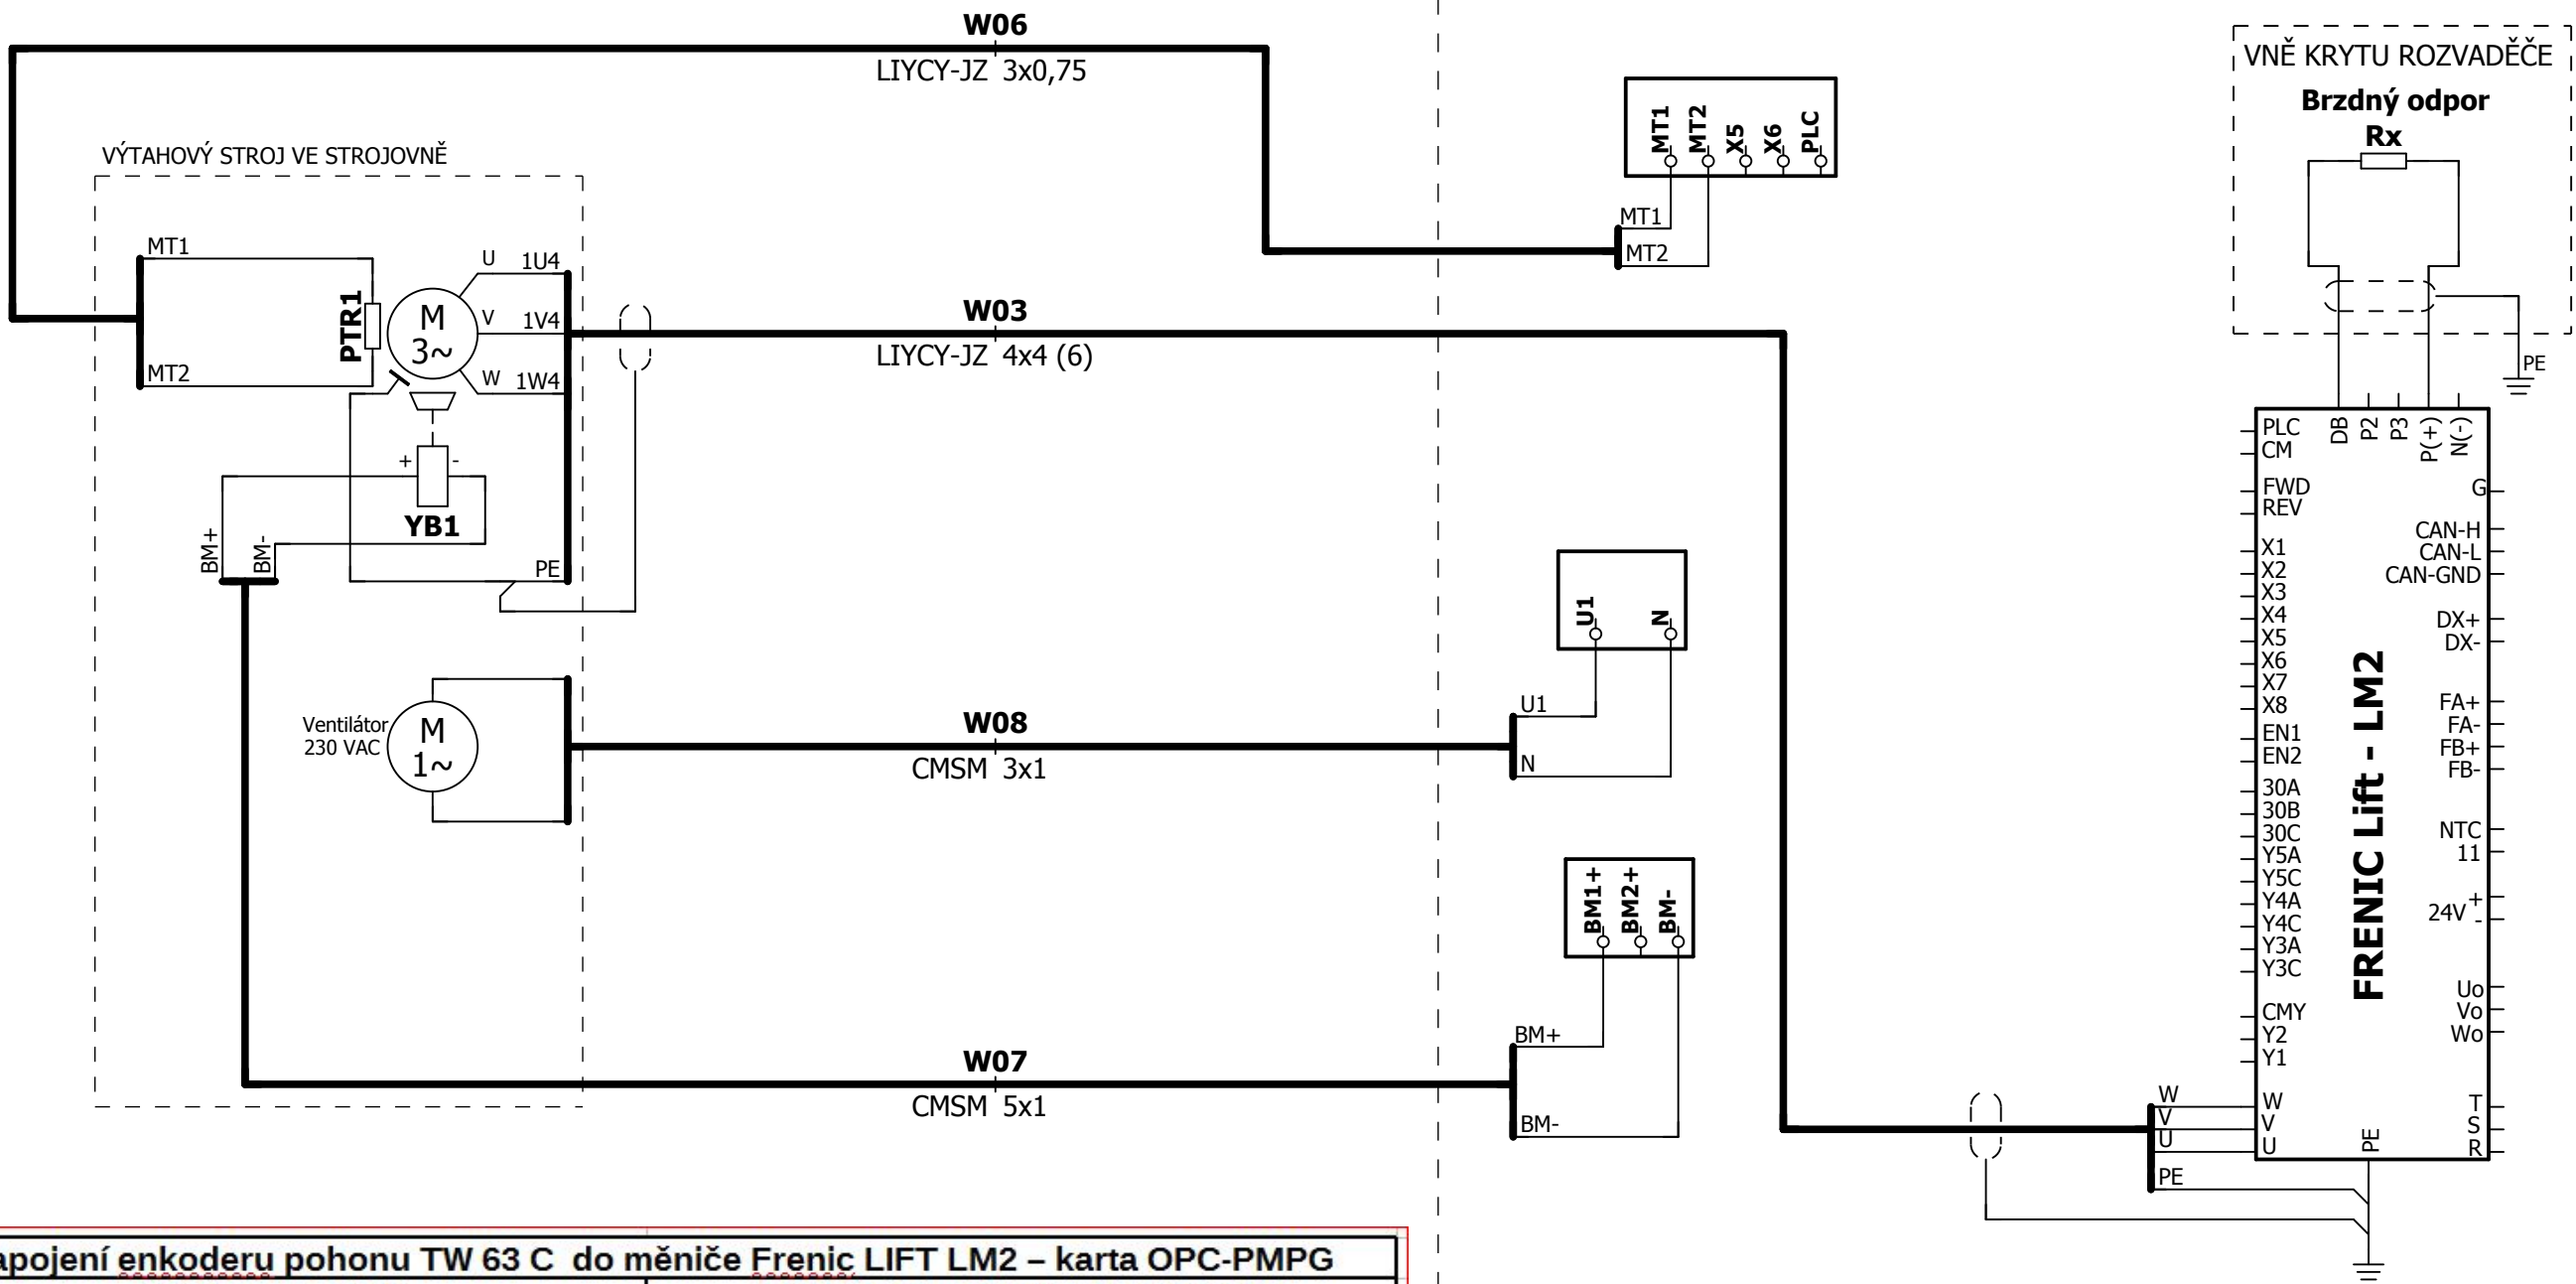 W06
LIYCY-JZ 3x0,75
VNĚ KRYTU ROZVADĚČE
Brzdný odpor
Rx
PE
MT1
MT2
X5
X6
PLC
MT1
MT2
VÝTAHOVÝ STROJ VE STROJOVNĚ
MT1
MT2
PTR1
M
3~
U
1U4
V
1V4
W
1W4
PE
W03
LIYCY-JZ 4x4 (6)
+
-
YB1
BM+
BM-
Ventilátor
230 VAC
M
1~
W08
CMSM 3x1
U1
N
U1
N
BM1+
BM2+
BM-
W07
CMSM 5x1
BM+
BM-
DB
P2
P3
P(+)
N(-)
PLC
CM
FWD
REV
X1
X2
X3
X4
X5
X6
X7
X8
EN1
EN2
30A
30B
30C
Y5A
Y5C
Y4A
Y4C
Y3A
Y3C
CMY
Y2
Y1
W
V
U
FRENIC Lift - LM2
G
CAN-H
CAN-L
CAN-GND
DX+
DX-
FA+
FA-
FB+
FB-
NTC
11
24V +
-
Uo
Vo
Wo
T
S
R
PE
W
V
U
PE
apojení enkoderu pohonu TW 63 C do měniče Frenic LIFT LM2 – karta OPC-PMPG